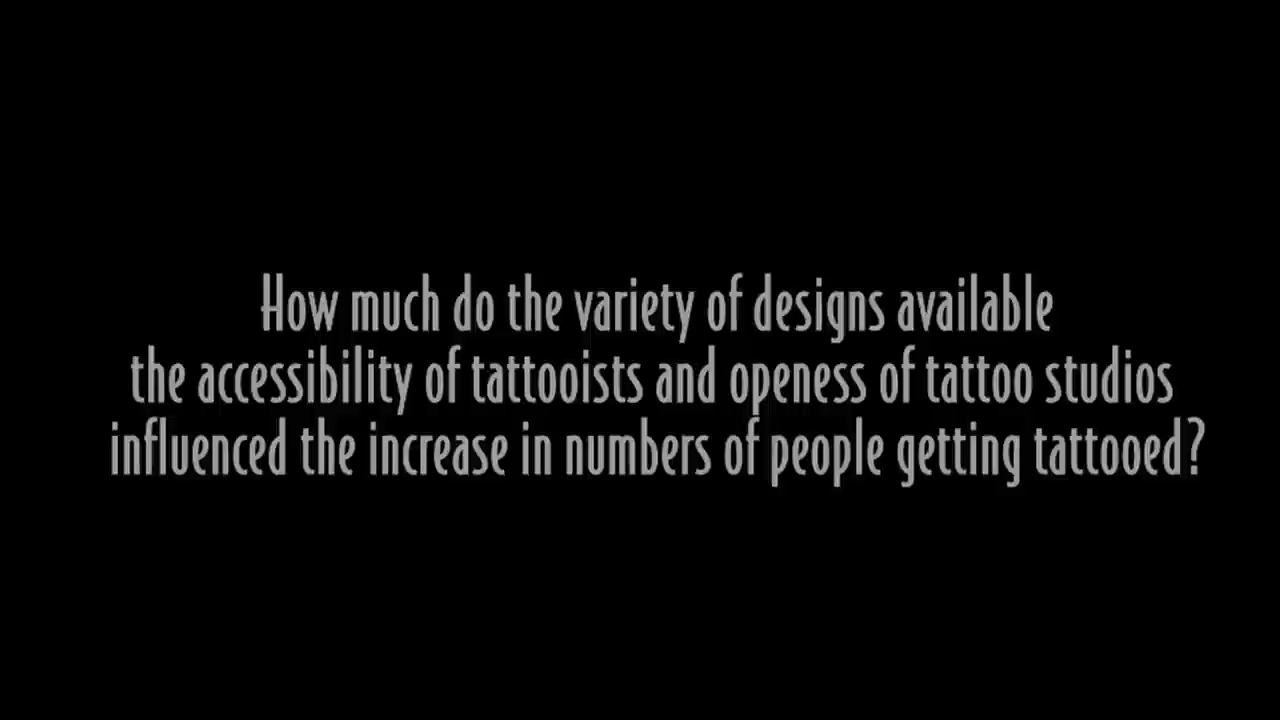 How much do the variety of designs available
the accessibility of tattooists and openess of tattoo studios
influenced the increase in numbers of people getting tattooed?